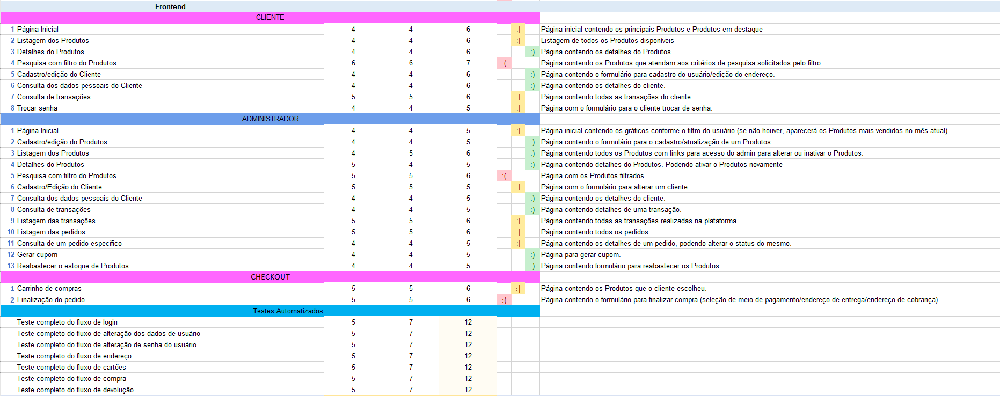 Frontend
CLIENTE
1 Página Inicial 4 4 6 :| Página inicial contendo os principais Produtos e Produtos em destaque
2 Listagem dos Produtos 4 4 6 :| Listagem de todos os Produtos disponíveis
3 Detalhes do Produtos 4 4 6 :) Página contendo os detalhes do Produtos
4 Pesquisa com filtro do Produtos 6 6 7 :( Página contendo os Produtos que atendam aos critérios de pesquisa solicitados pelo filtro.
5 Cadastro/edição do Cliente 4 4 6 :) Página contendo o formulário para cadastro do usuário/edição do endereço.
6 Consulta dos dados pessoais do Cliente 4 4 6 :) Página contendo os detalhes do cliente.
7 Consulta de transações 5 5 6 :| Página contendo todas as transações do cliente.
8 Trocar senha 4 4 5 :| Página com o formulário para o cliente trocar de senha.
ADMINISTRADOR
1 Página Inicial 4 4 5 :| Página inicial contendo os gráficos conforme o filtro do usuário (se não houver, aparecerá os Produtos mais vendidos no mês atual).
2 Cadastro/edição do Produtos 4 4 5 :) Página contendo o formulário para o cadastro/atualização de um Produtos.
3 Listagem dos Produtos 4 5 6 :) Página contendo todos os Produtos com links para acesso do admin para alterar ou inativar o Produtos.
4 Detalhes do Produtos 5 4 5 :) Página contendo detalhes do Produtos. Podendo ativar o Produtos novamente
5 Pesquisa com filtro do Produtos 5 5 6 :( Página com os Produtos filtrados.
6 Cadastro/Edição do Cliente 5 5 5 :| Página com o formulário para alterar um cliente.
7 Consulta dos dados pessoais do Cliente 4 4 5 :) Página contendo os detalhes do cliente.
8 Consulta de transações 4 4 5 :) Página contendo detalhes de uma transação.
9 Listagem das transações 5 5 6 :| Página contendo todas as transações realizadas na plataforma.
10 Listagem das pedidos 5 5 6 :| Página contendo todos os pedidos.
11 Consulta de um pedido específico 4 4 5 :| Página contendo os detalhes de um pedido, podendo alterar o status do mesmo.
12 Gerar cupom 4 4 5 :) Página para gerar cupom.
13 Reabastecer o estoque de Produtos 4 4 5 :) Página contendo formulário para reabastecer os Produtos.
CHECKOUT
1 Carrinho de compras 5 5 6 :| Página contendo os Produtos que o cliente escolheu.
2 Finalização do pedido 5 5 6 :( Página contendo o formulário para finalizar compra (seleção de meio de pagamento/endereço de entrega/endereço de cobrança)
Testes Automatizados
Teste completo do fluxo de login 5 7 12
Teste completo do fluxo de alteração dos dados de usuário 5 7 12
Teste completo do fluxo de alteração de senha do usuário 5 7 12
Teste completo do fluxo de endereço 5 7 12
Teste completo do fluxo de cartões 5 7 12
Teste completo do fluxo de compra 5 7 12
Teste completo do fluxo de devolução 5 7 12